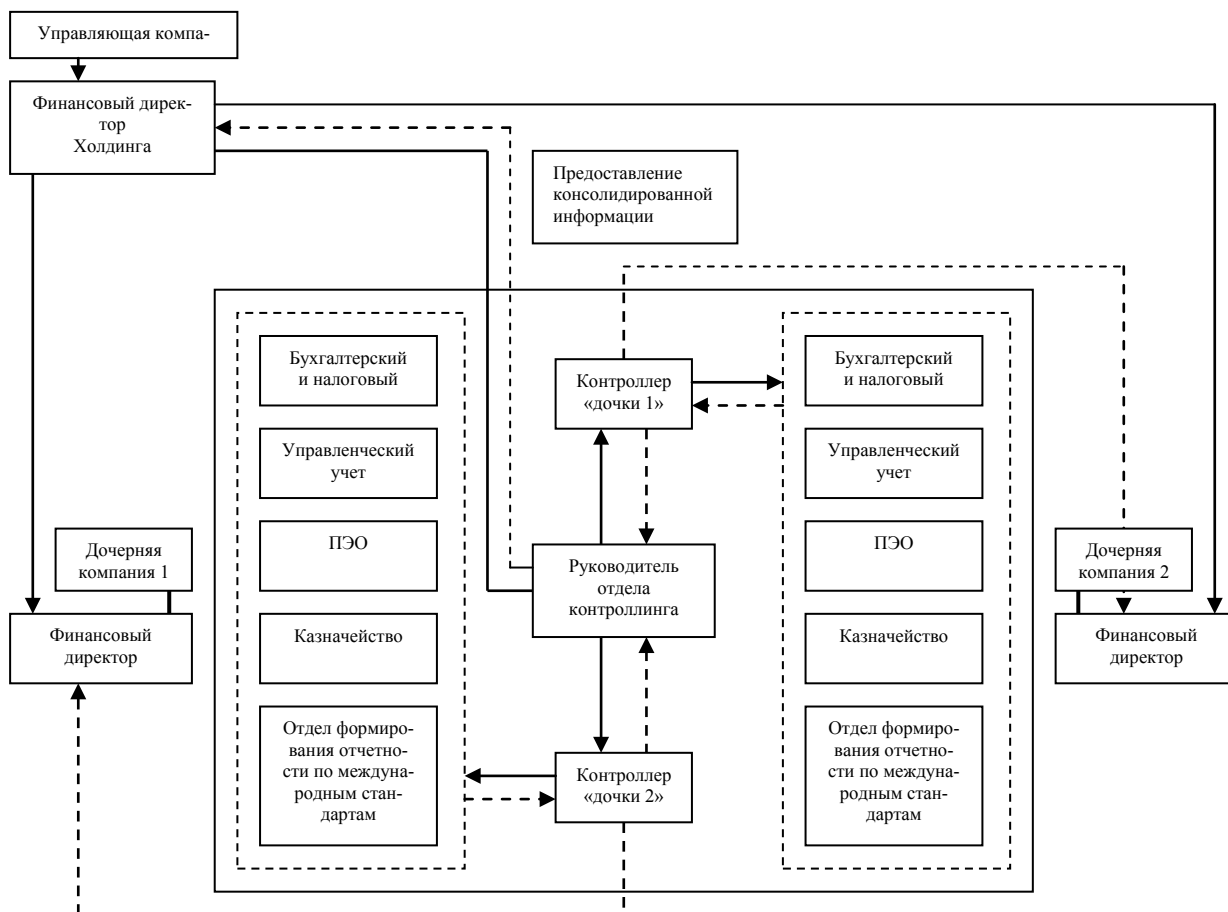 Управляющая компа-
Финансовый дирек-
тор
Холдинга
Предоставление
консолидированной
информации
Бухгалтерский
и налоговый
Управленческий
учет
ПЭО
Казначейство
Отдел формиро-
вания отчетно-
сти по междуна-
родным стан-
дартам
Контроллер
«дочки 1»
Руководитель
отдела
контроллинга
Контроллер
«дочки 2»
Бухгалтерский
и налоговый
Управленческий
учет
ПЭО
Казначейство
Отдел формиро-
вания отчетно-
сти по междуна-
родным стан-
дартам
Дочерняя
компания 1
Финансовый
директор
Дочерняя
компания 2
Финансовый
директор